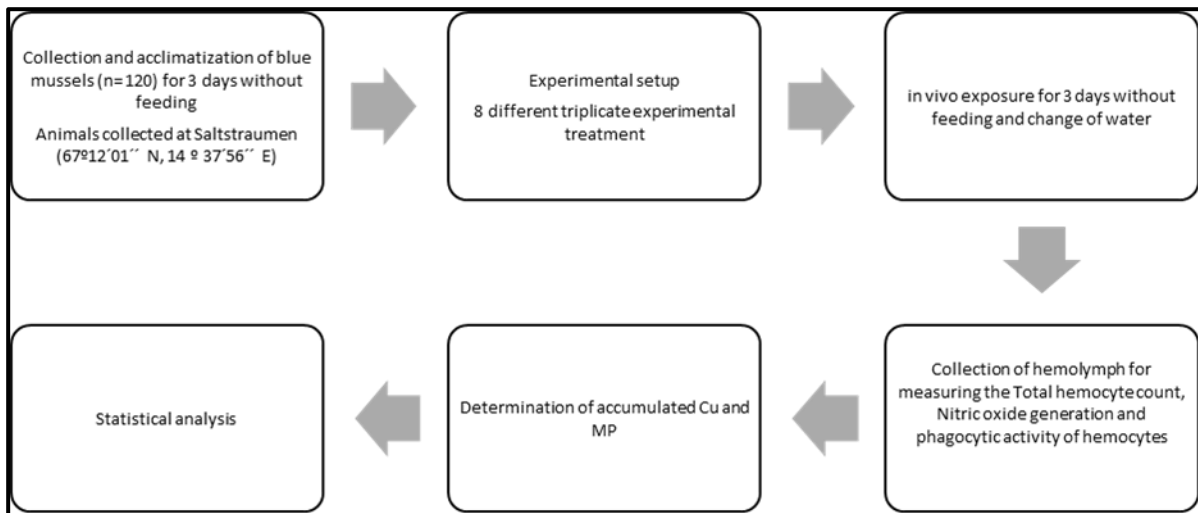 Collection and acclimatization of blue
mussels (n=120) for 3 days without
feeding
Animals collected at Saltstraumen
(67º12´01´´ N, 14 º 37´56´´ E)
Experimental setup
8 different triplicate experimental
treatment
in vivo exposure for 3 days without
feeding and change of water
Collection of hemolymph for
measuring the Total hemocyte count,
Nitric oxide generation and
phagocytic activity of hemocytes
Determination of accumulated Cu and
MP
Statistical analysis